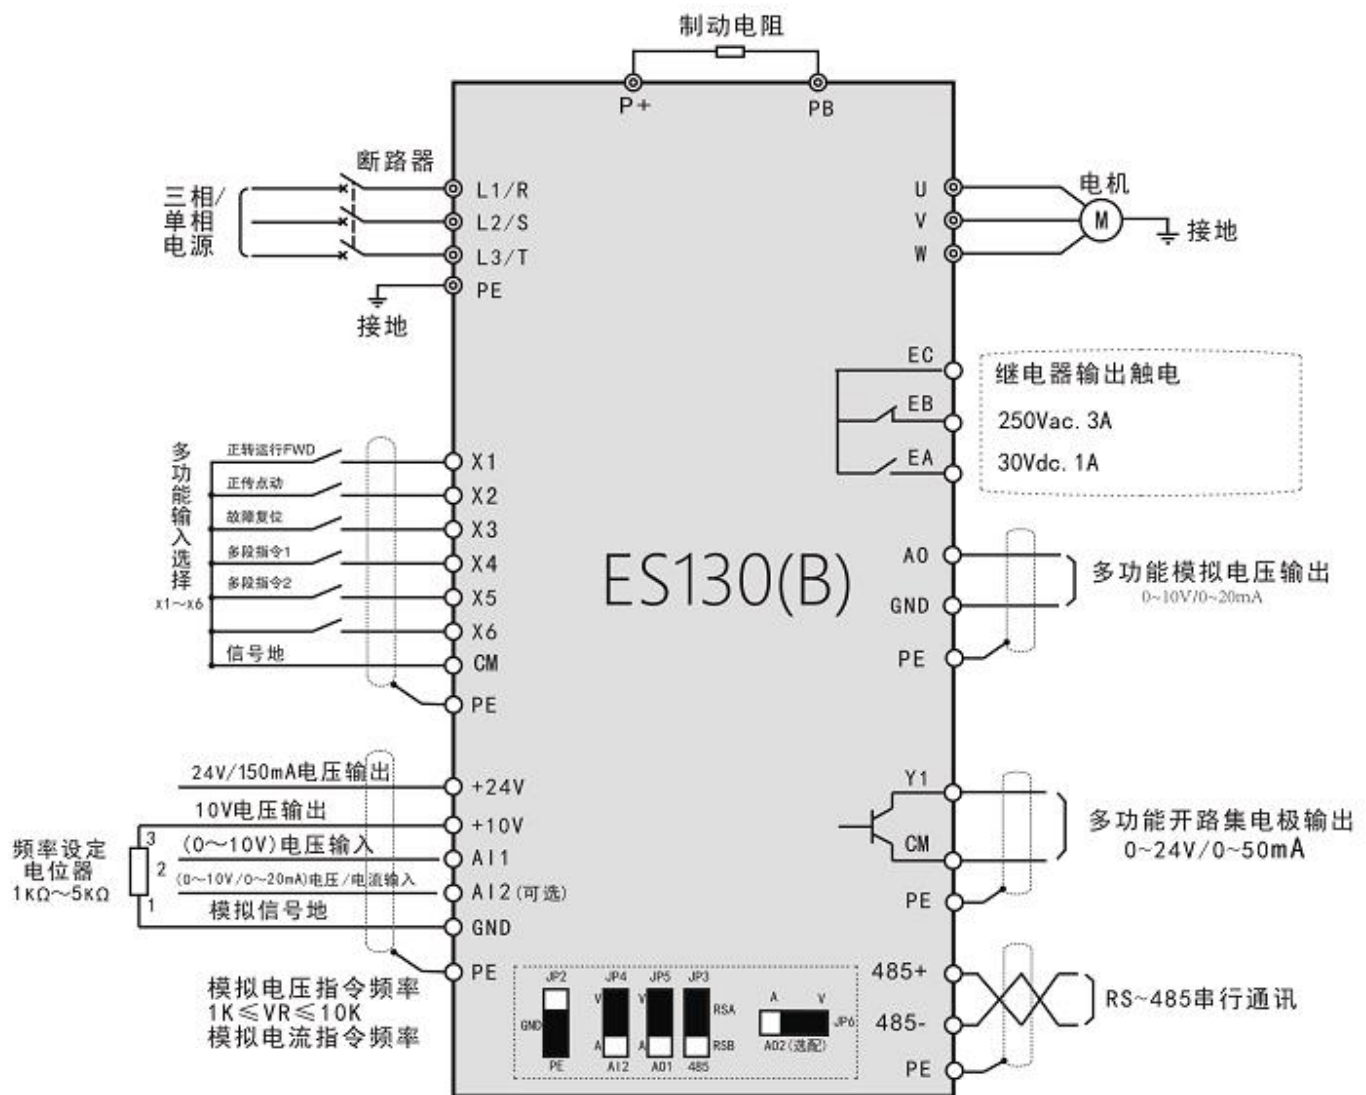 制动电阻
P+
PB
断路器
三相/
单相
电源
L1/R
L2/S
L3/T
PE
接地
U
V
W
电机
M
接地
EC
EB
EA
继电器输出触电
250Vac. 3A
30Vdc. 1A
多功能输入选择
x1～x6
正转运行FWD
正传点动
故障复位
多段指令1
多段指令2
信号地
X1
X2
X3
X4
X5
X6
CM
PE
ES130(B)
AO
GND
PE
多功能模拟电压输出
0~10V/0~20mA
24V/150mA电压输出
10V电压输出
(0～10V)电压输入
(0～10V/0～20mA)电压/电流输入
模拟信号地
频率设定
电位器
1KΩ～5KΩ
3
2
1
+24V
+10V
AI1
AI2(可选)
GND
PE
模拟电压指令频率
1K≤VR≤10K
模拟电流指令频率
Y1
CM
PE
多功能开路集电极输出
0~24V/0~50mA
JP2
GND
PE
JP4
V
A
AI2
JP5
V
A
AO1
JP3
RSA
RSB
485
A
V
JP6
AO2(选配)
485+
485-
PE
RS~485串行通讯